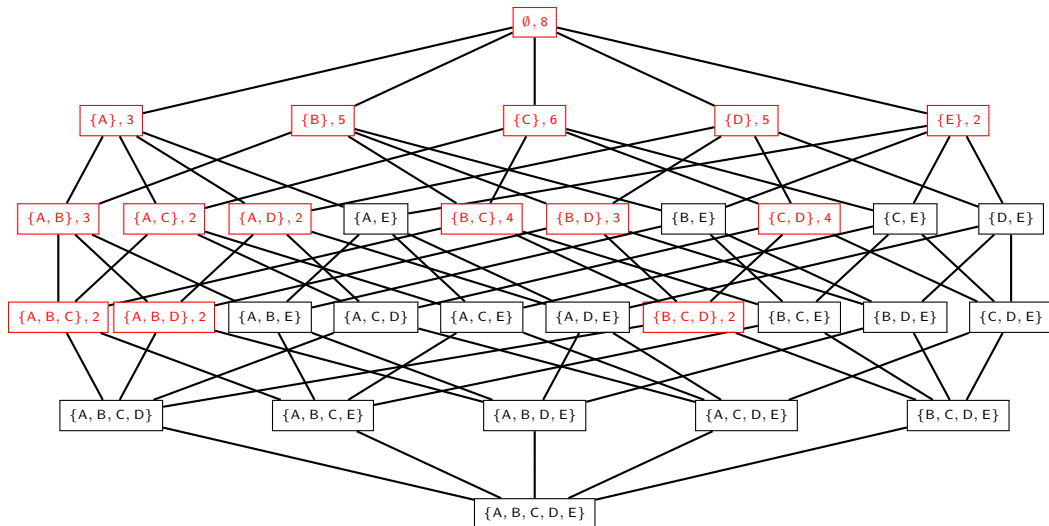 ∅, 8
{A}, 3 {B}, 5 {C}, 6 {D}, 5 {E}, 2
{A, B}, 3 {A, C}, 2 {A, D}, 2 {A, E} {B, C}, 4 {B, D}, 3 {B, E} {C, D}, 4 {C, E} {D, E}
{A, B, C}, 2 {A, B, D}, 2 {A, B, E} {A, C, D} {A, C, E} {A, D, E} {B, C, D}, 2 {B, C, E} {B, D, E} {C, D, E}
{A, B, C, D} {A, B, C, E} {A, B, D, E} {A, C, D, E} {B, C, D, E}
{A, B, C, D, E}